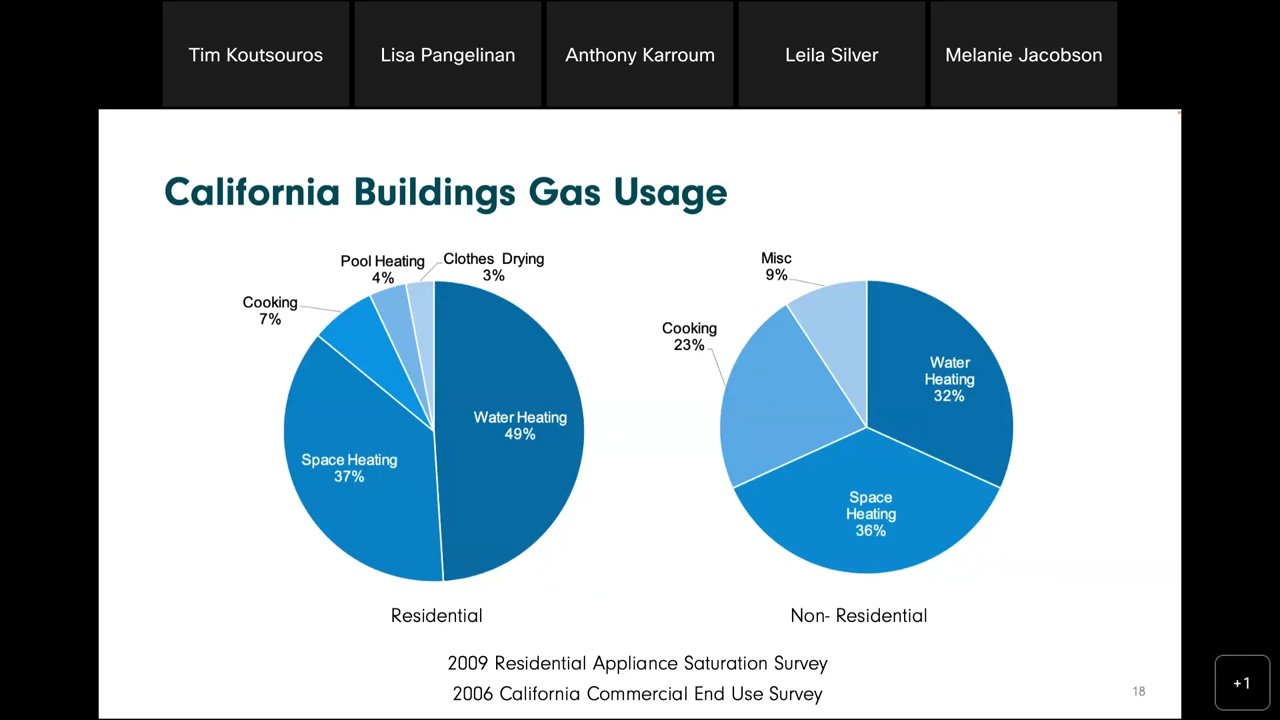 Tim Koutsouros
Lisa Pangelinan
Anthony Karroum
Leila Silver
Melanie Jacobson
California Buildings Gas Usage
Pool Heating
4%
Clothes Drying
3%
Cooking
7%
Water Heating
49%
Space Heating
37%
Residential
Misc
9%
Cooking
23%
Water
Heating
32%
Space
Heating
36%
Non- Residential
2009 Residential Appliance Saturation Survey
2006 California Commercial End Use Survey
18
+1